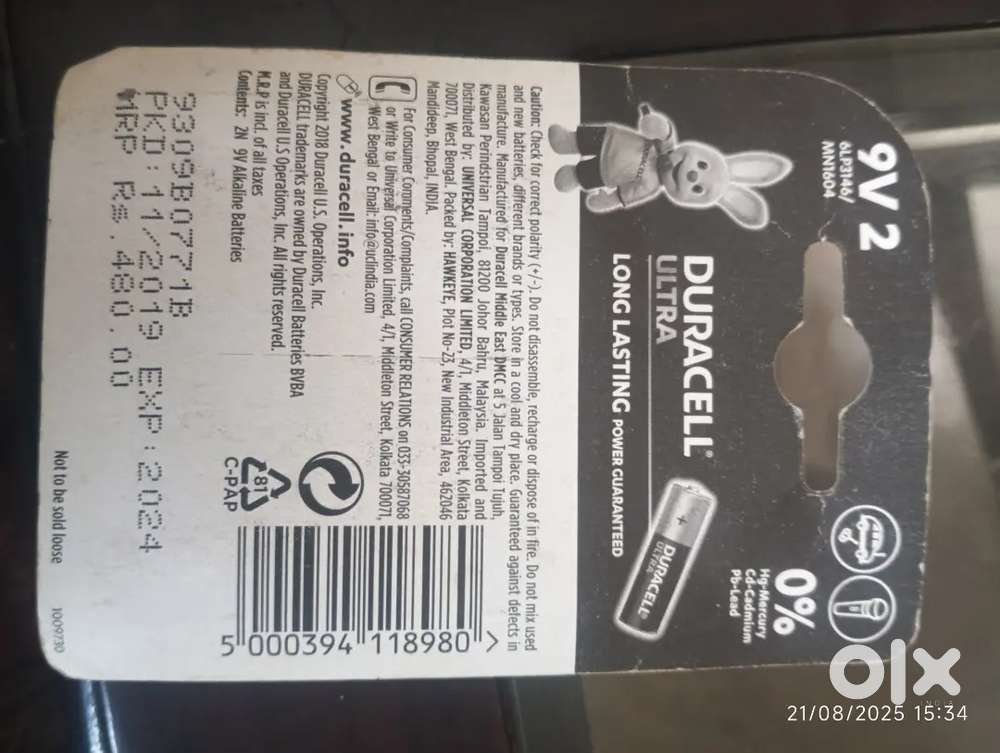 9V 2
6LP3146/
MN1604
DURACELL®
ULTRA
LONG LASTING POWER GUARANTEED
DURACELL
ULTRA
0%
Hg-Mercury
Cd-Cadmium
Pb-Lead
Caution: Check for correct polarity (+/-). Do not disassemble, recharge or dispose of in fire. Do not mix used
and new batteries, different brands or types. Store in a cool and dry place. Guaranteed against defects in
manufacture. Manufactured for Duracell Middle East DMCC at 5 Jalan Tampoi Tujuh,
Kawasan Perindstrian Tampoi, 81200 Johor Bahru, Malaysia. Imported and
Distributed by: UNIVERSAL CORPORATION LIMITED, 4/1, Middleton Street, Kolkata
700071, West Bengal. Packed by: HAWKEYE, Plot No-23, New Industrial Area, 462046
Mandideep, Bhopal, INDIA.
For Consumer Comments/Complaints, call CONSUMER RELATIONS on 033-30587068
or Write to Universal Corporation Limited, 4/1, Middleton Street, Kolkata 700071,
West Bengal or Email: info@uclindia.com
www.duracell.info
Copyright 2018 Duracell U.S. Operations, Inc.
DURACELL trademarks are owned by Duracell Batteries BVBA
and Duracell U.S Operations, Inc. All rights reserved.
M.R.P is incl. of all taxes
Contents: 2N 9V Alkaline Batteries
81
C-PAP
5 000394 118980 >
9309B0771B
PKD:11/2019 EXP:2024
MRP Rs.480.00
Not to be sold loose
1009730
olx
INDIA
21/08/2025 15:34